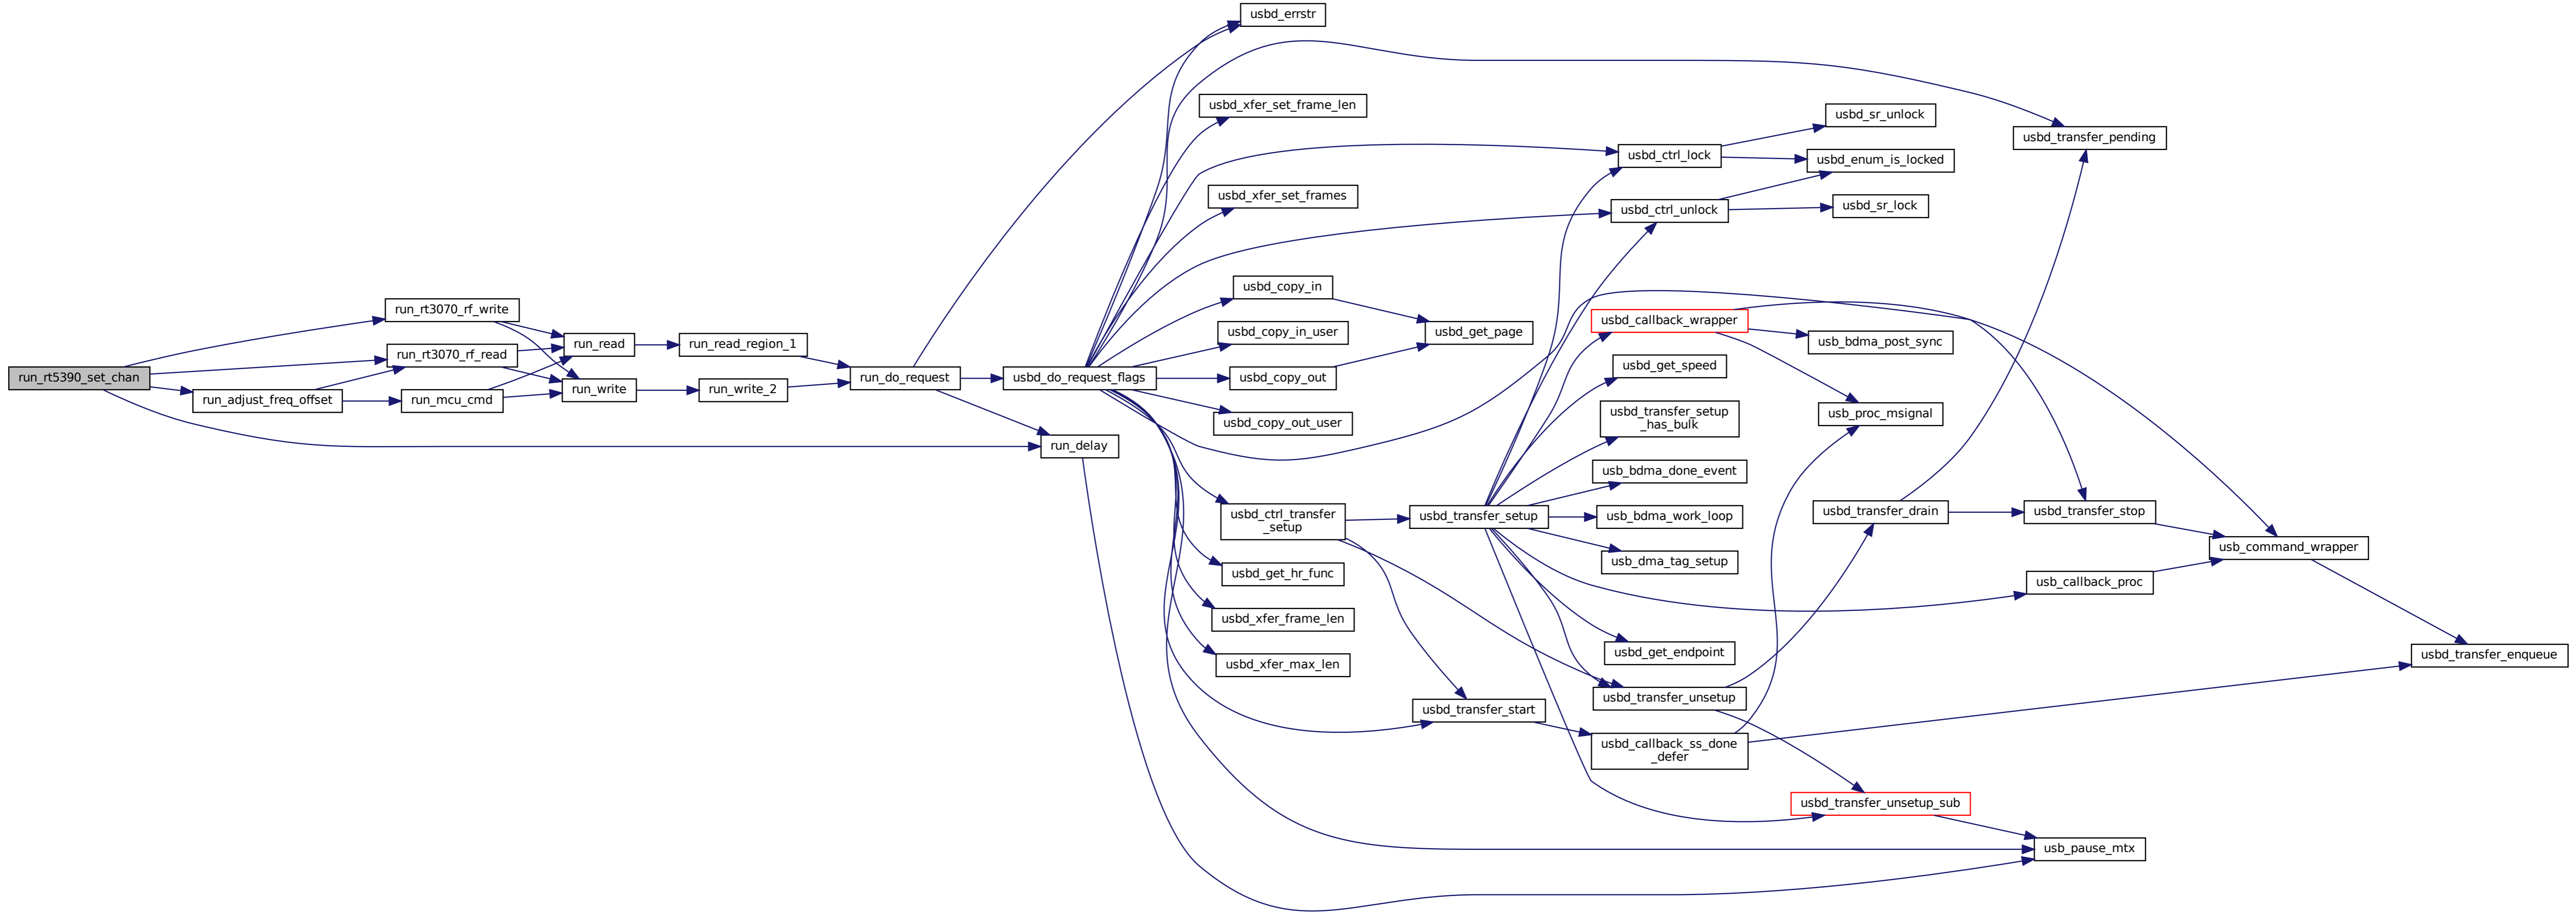 run_rt5390_set_chan
run_rt3070_rf_write
run_rt3070_rf_read
run_adjust_freq_offset
run_mcu_cmd
run_read
run_write
run_read_region_1
run_write_2
run_do_request
run_delay
usbd_do_request_flags
usbd_errstr
usbd_xfer_set_frame_len
usbd_xfer_set_frames
usbd_copy_in
usbd_copy_in_user
usbd_copy_out
usbd_copy_out_user
usbd_ctrl_transfer
_setup
usbd_get_hr_func
usbd_xfer_frame_len
usbd_xfer_max_len
usbd_get_page
usbd_transfer_setup
usbd_transfer_start
usbd_ctrl_lock
usbd_ctrl_unlock
usbd_callback_wrapper
usbd_get_speed
usbd_transfer_setup
_has_bulk
usb_bdma_done_event
usb_bdma_work_loop
usb_dma_tag_setup
usbd_get_endpoint
usbd_transfer_unsetup
usbd_callback_ss_done
_defer
usbd_sr_unlock
usbd_enum_is_locked
usbd_sr_lock
usb_bdma_post_sync
usb_proc_msignal
usbd_transfer_drain
usbd_transfer_unsetup_sub
usbd_transfer_pending
usbd_transfer_stop
usb_callback_proc
usb_pause_mtx
usb_command_wrapper
usbd_transfer_enqueue